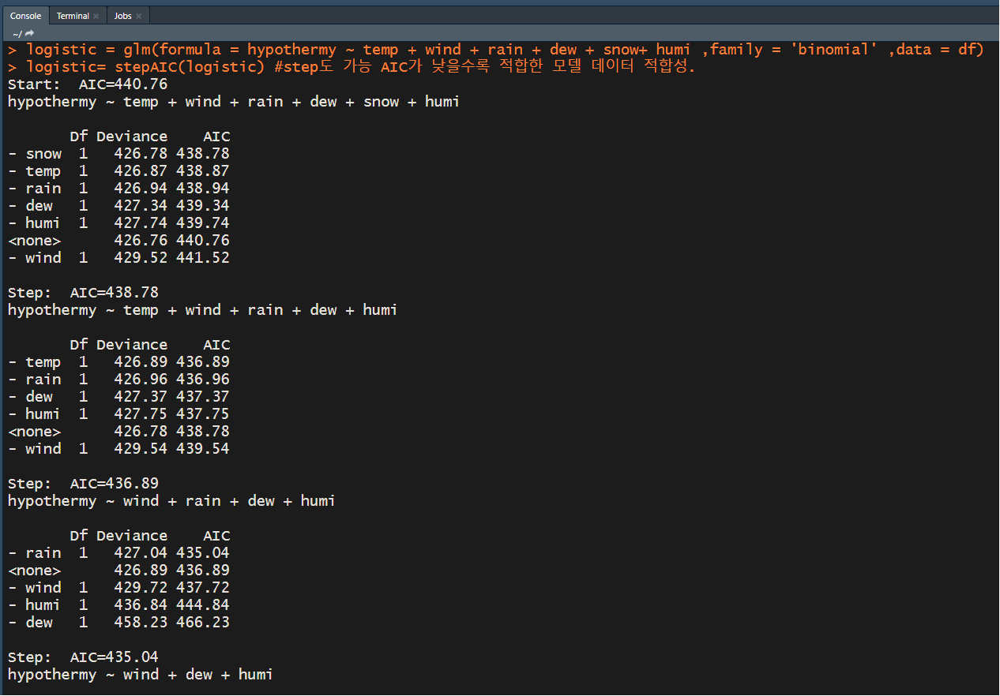 Console Terminal × Jobs ×
~/
> logistic = glm(formula = hypothermy ~ temp + wind + rain + dew + snow+ humi ,family = 'binomial' ,data = df)
> logistic= stepAIC(logistic) #step도 가능 AIC가 낮을수록 적합한 모델 데이터 적합성.
Start:  AIC=440.76
hypothermy ~ temp + wind + rain + dew + snow + humi
       Df Deviance    AIC
- snow  1   426.78 438.78
- temp  1   426.87 438.87
- rain  1   426.94 438.94
- dew   1   427.34 439.34
- humi  1   427.74 439.74
<none>      426.76 440.76
- wind  1   429.52 441.52
Step:  AIC=438.78
hypothermy ~ temp + wind + rain + dew + humi
       Df Deviance    AIC
- temp  1   426.89 436.89
- rain  1   426.96 436.96
- dew   1   427.37 437.37
- humi  1   427.75 437.75
<none>      426.78 438.78
- wind  1   429.54 439.54
Step:  AIC=436.89
hypothermy ~ wind + rain + dew + humi
       Df Deviance    AIC
- rain  1   427.04 435.04
<none>      426.89 436.89
- wind  1   429.72 437.72
- humi  1   436.84 444.84
- dew   1   458.23 466.23
Step:  AIC=435.04
hypothermy ~ wind + dew + humi